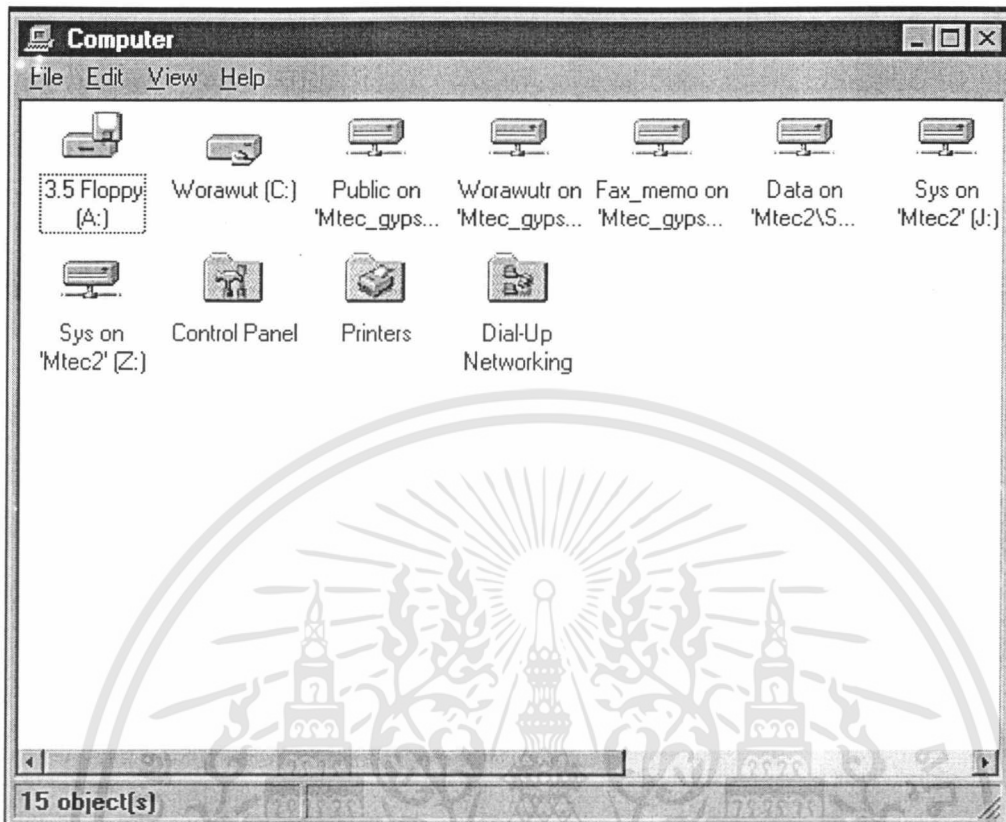 Computer
File Edit View Help
3.5 Floppy (A:)
Worawut (C:)
Public on 'Mtec_gyps...
Worawutr on 'Mtec_gyps...
Fax_memo on 'Mtec_gyps...
Data on 'Mtec2\S...
Sys on 'Mtec2' (J:)
Sys on 'Mtec2' (Z:)
Control Panel
Printers
Dial-Up Networking
15 object(s)